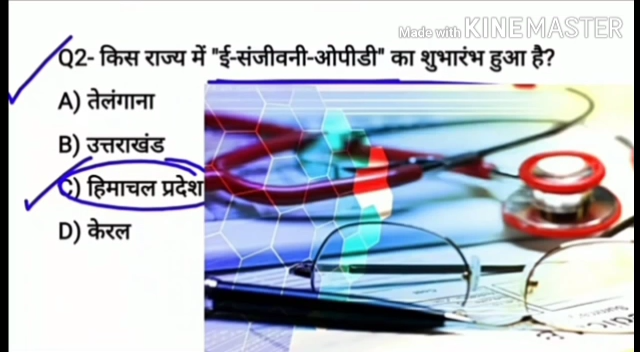 Made with KINEMASTER
Q2- किस राज्य में "ई-संजीवनी-ओपीडी" का शुभारंभ हुआ है?
A) तेलंगाना
B) उत्तराखंड
C) हिमाचल प्रदेश
D) केरल